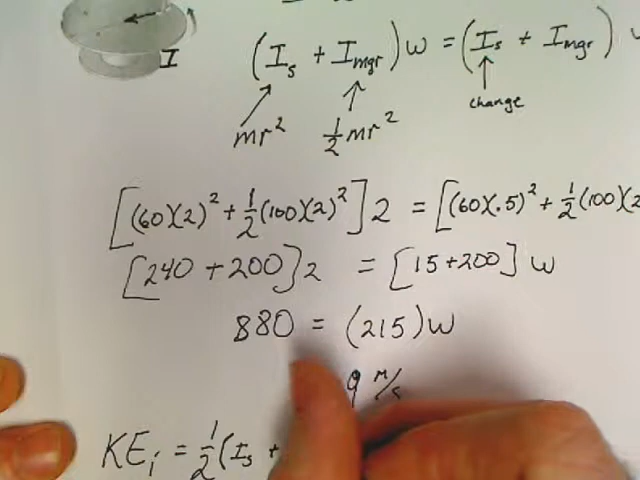 I
(I_s + I_mgr)ω = (I_s + I_mgr)
change
mr² ½mr²
[(60)(2)² + ½(100)(2)²]2 = [(60)(.5)² + ½(100)(2
[240 + 200]2 = [15+200] ω
880 = (215)ω
9 m/s
KE_i = ½(I_s +